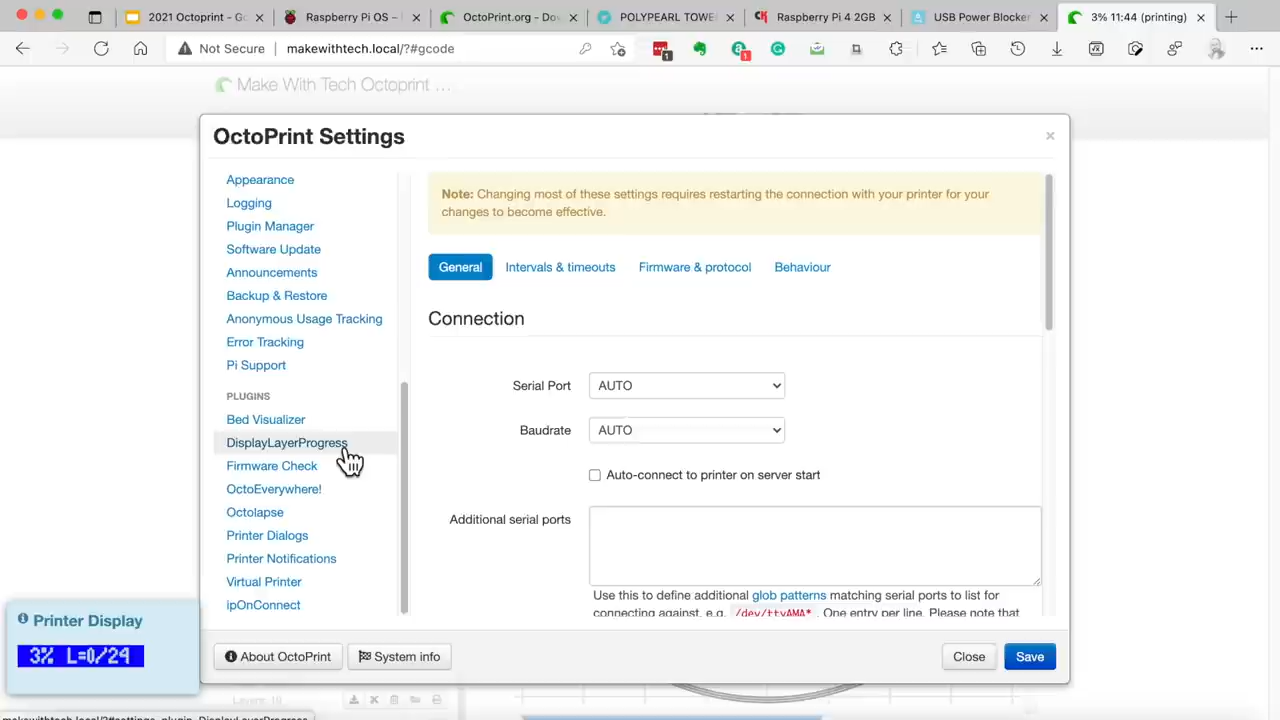 2021 Octoprint - Go
Raspberry Pi OS –
OctoPrint.org - Dov
POLYPEARL TOWE
Raspberry Pi 4 2GB
USB Power Blocker
3% 11:44 (printing)
Not Secure
makewithtech.local/?#gcode
1
1
Make With Tech Octoprint ...
OctoPrint Settings
×
Appearance
Logging
Plugin Manager
Software Update
Announcements
Backup & Restore
Anonymous Usage Tracking
Error Tracking
Pi Support
PLUGINS
Bed Visualizer
DisplayLayerProgress
Firmware Check
OctoEverywhere!
Octolapse
Printer Dialogs
Printer Notifications
Virtual Printer
ipOnConnect
Note: Changing most of these settings requires restarting the connection with your printer for your
changes to become effective.
General
Intervals & timeouts
Firmware & protocol
Behaviour
Connection
Serial Port
AUTO
Baudrate
AUTO
Auto-connect to printer on server start
Additional serial ports
Use this to define additional glob patterns matching serial ports to list for
connecting against, e.g. /dev/ttyAMA* . One entry per line. Please note that
About OctoPrint
System info
Close
Save
Printer Display
3% L=0/24
makewithtech.local/?#settings_plugin_DisplayLayerProgress